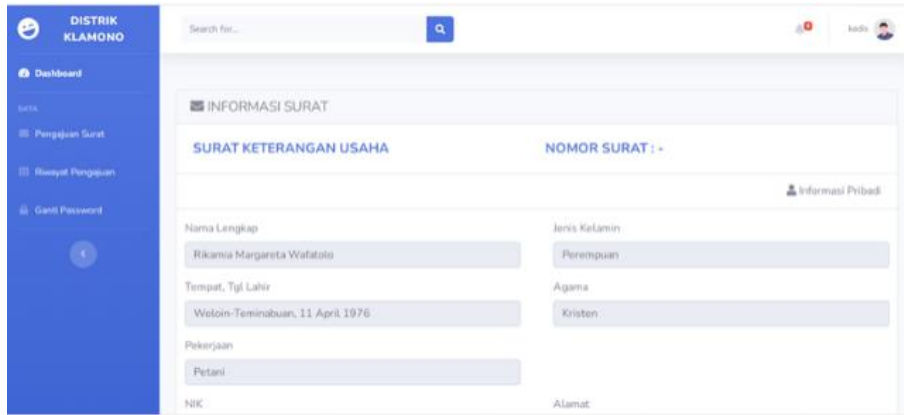 DISTRIK
KLAMONO
Search for...
kadis
Dashboard
DATA
Pengajuan Surat
Riwayat Pengajuan
Ganti Password
INFORMASI SURAT
SURAT KETERANGAN USAHA
NOMOR SURAT : -
Informasi Pribadi
Nama Lengkap
Jenis Kelamin
Rikamia Margareta Wafatolo
Perempuan
Tempat, Tgl Lahir
Agama
Weloin-Teminabuan, 11 April 1976
Kristen
Pekerjaan
Petani
NIK
Alamat